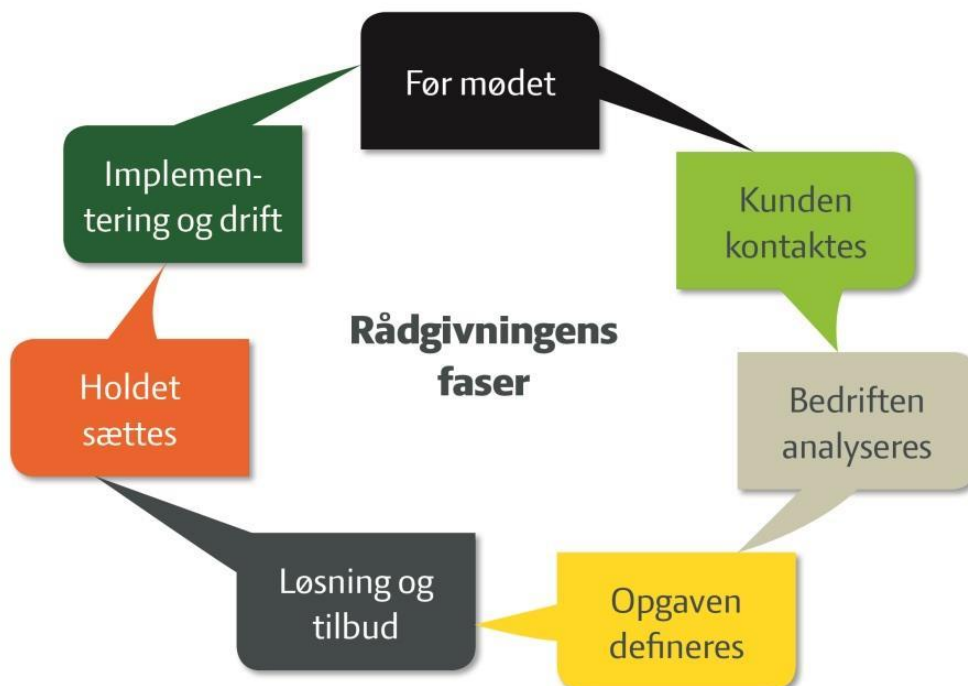 Før mødet
Kunden
kontaktes
Bedriften
analyseres
Opgaven
defineres
Løsning og
tilbud
Holdet
sættes
Implemen-
tering og drift
Rådgivningens
faser